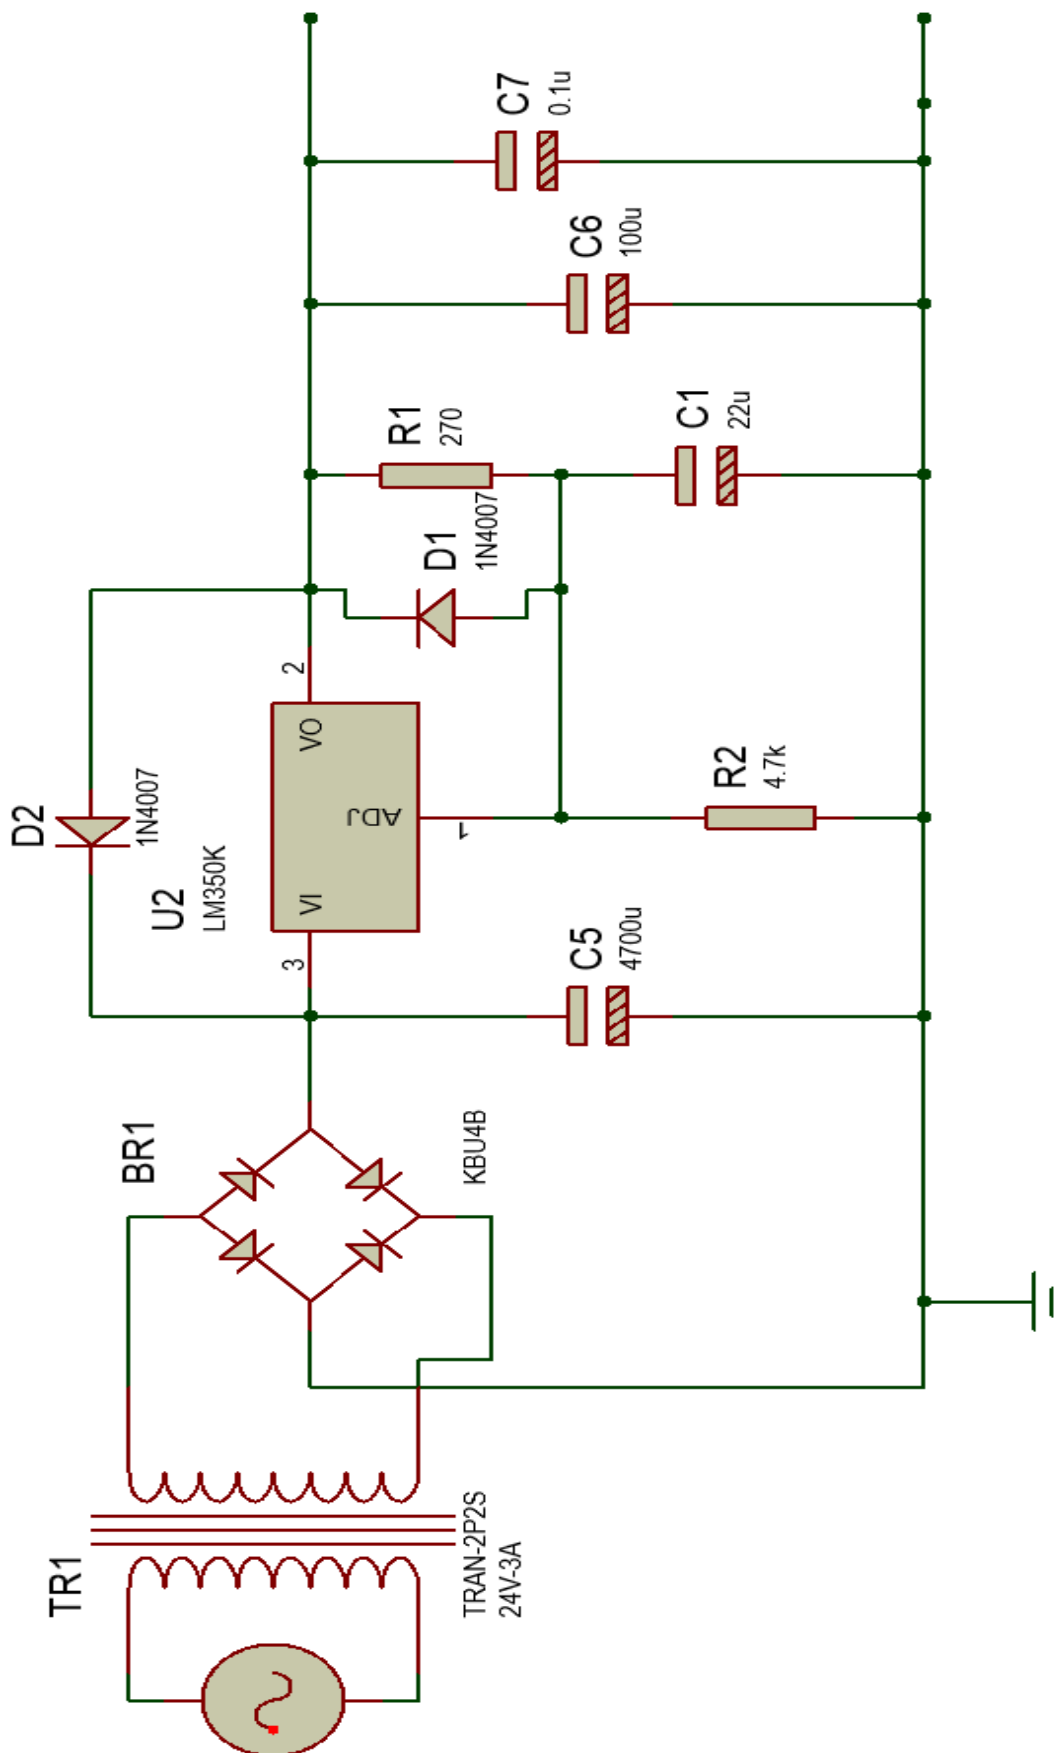 TR1
TRAN-2P2S
24V-3A
BR1
KBU4B
D2
1N4007
U2
LM350K
VI
VO
ADJ
3
2
1
C5
4700u
R2
4.7k
D1
1N4007
R1
270
C1
22u
C6
100u
C7
0.1u